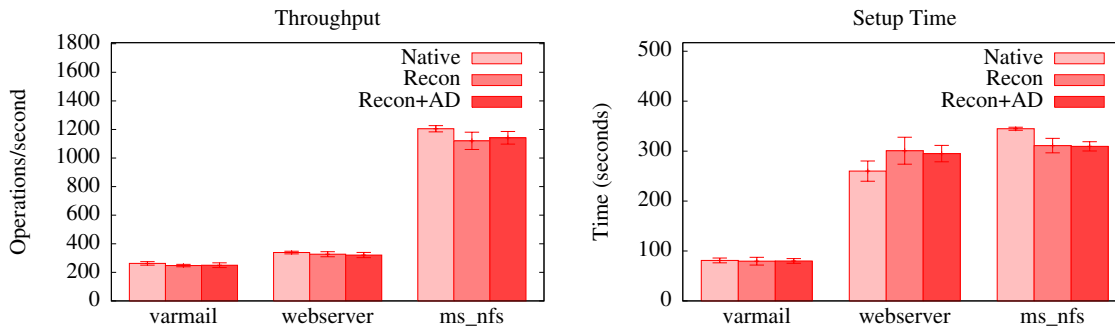 Throughput
Operations/second
1800
1600
1400
1200
1000
800
600
400
200
0
Native
Recon
Recon+AD
varmail webserver ms_nfs
Setup Time
Time (seconds)
500
400
300
200
100
0
Native
Recon
Recon+AD
varmail webserver ms_nfs